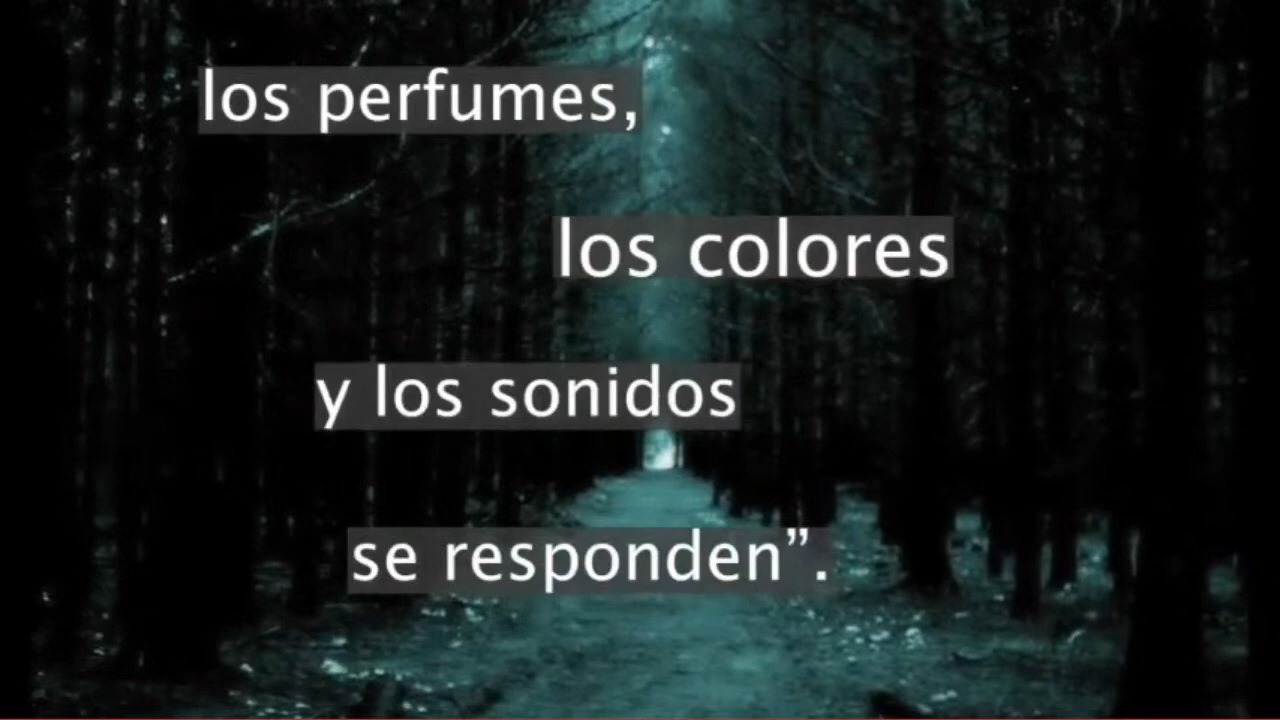 los perfumes,
los colores
y los sonidos
se responden”.